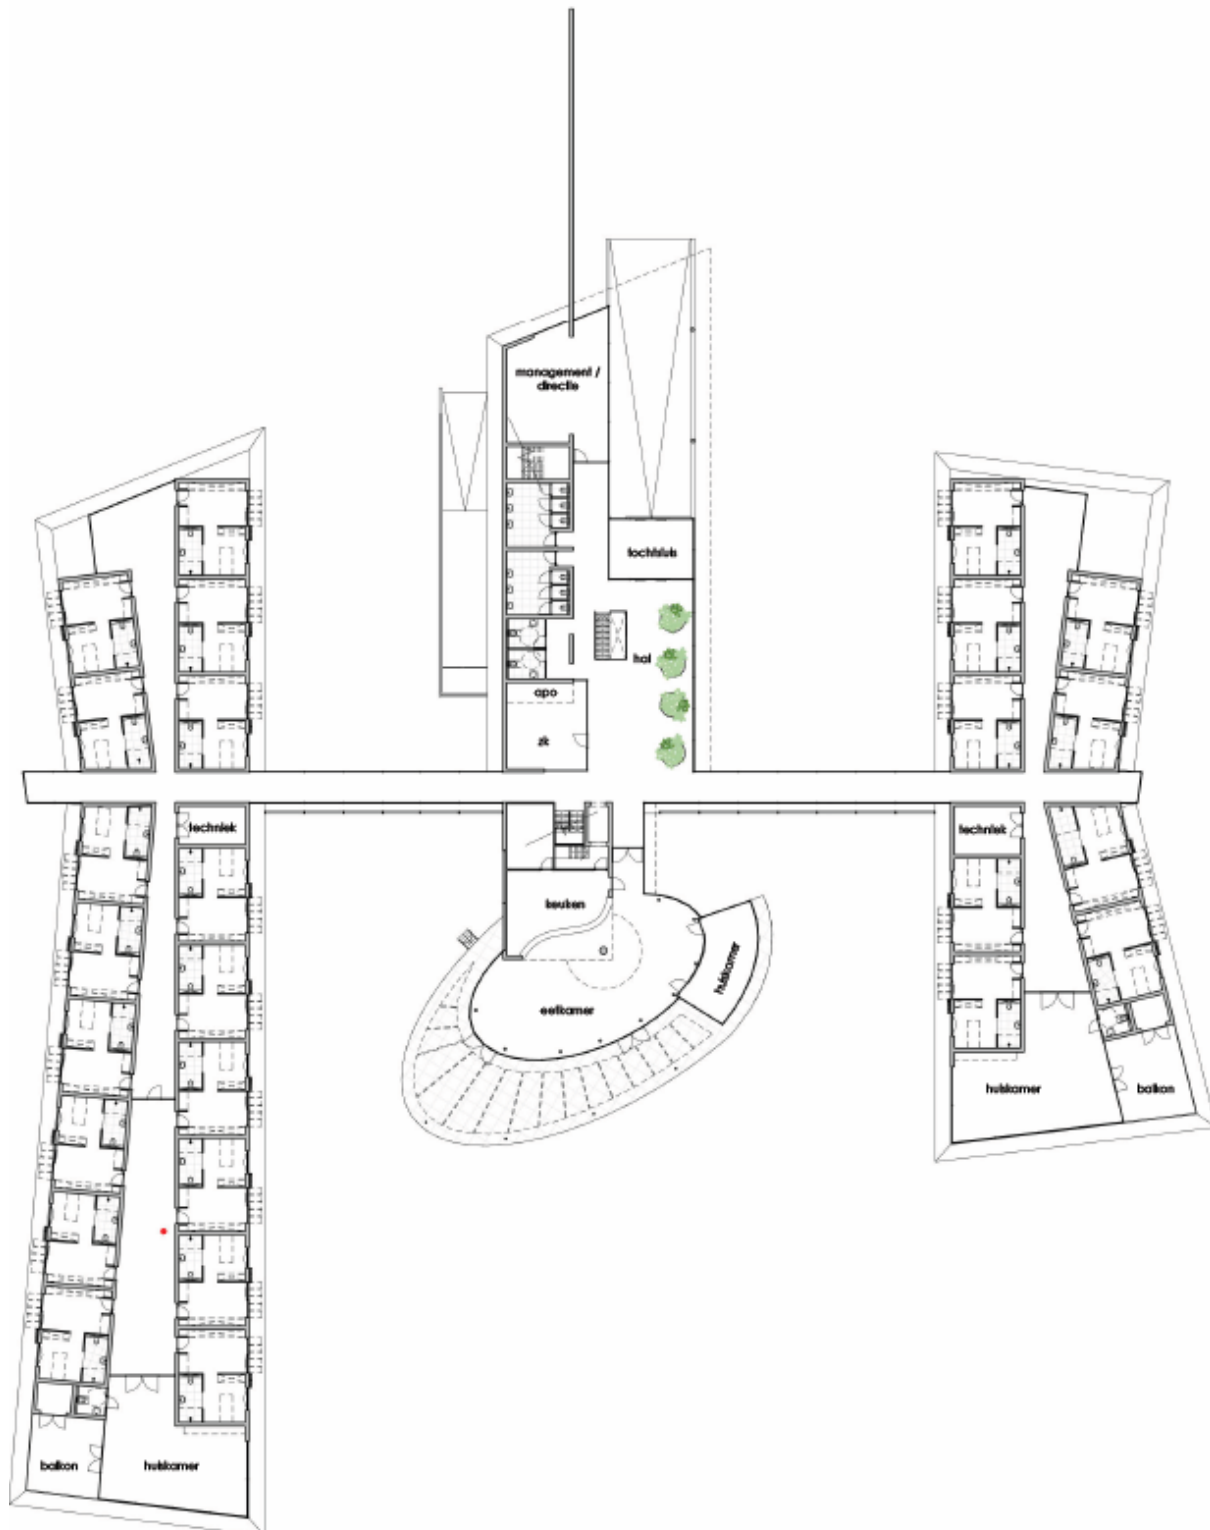 management /
directie
tochtsluis
hal
apo
zk
techniek
techniek
keuken
huiskamer
eetkamer
huiskamer
balkon
balkon
huiskamer